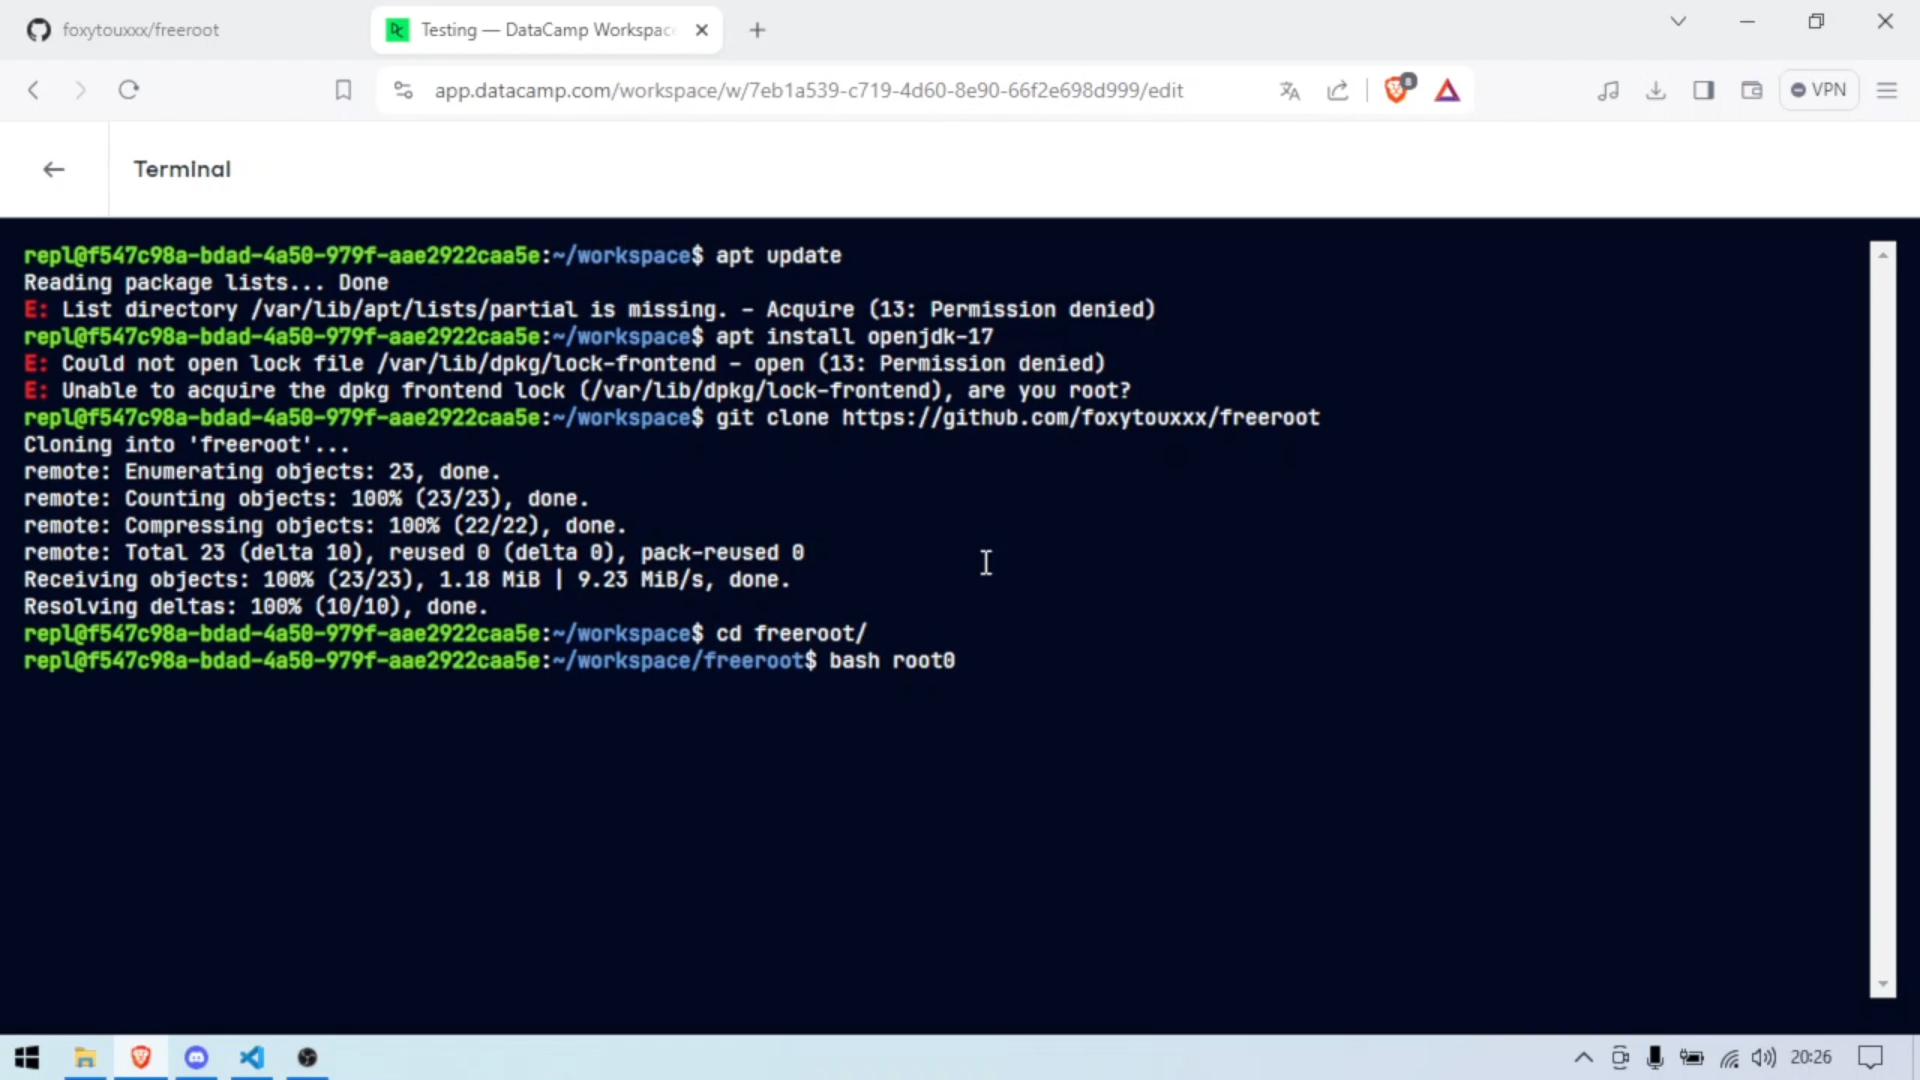 foxytouxxx/freeroot
Testing — DataCamp Workspac
app.datacamp.com/workspace/w/7eb1a539-c719-4d60-8e90-66f2e698d999/edit
8
VPN
Terminal
repl@f547c98a-bdad-4a50-979f-aae2922caa5e:~/workspace$ apt update
Reading package lists... Done
E: List directory /var/lib/apt/lists/partial is missing. - Acquire (13: Permission denied)
repl@f547c98a-bdad-4a50-979f-aae2922caa5e:~/workspace$ apt install openjdk-17
E: Could not open lock file /var/lib/dpkg/lock-frontend - open (13: Permission denied)
E: Unable to acquire the dpkg frontend lock (/var/lib/dpkg/lock-frontend), are you root?
repl@f547c98a-bdad-4a50-979f-aae2922caa5e:~/workspace$ git clone https://github.com/foxytouxxx/freeroot
Cloning into 'freeroot'...
remote: Enumerating objects: 23, done.
remote: Counting objects: 100% (23/23), done.
remote: Compressing objects: 100% (22/22), done.
remote: Total 23 (delta 10), reused 0 (delta 0), pack-reused 0
Receiving objects: 100% (23/23), 1.18 MiB | 9.23 MiB/s, done.
Resolving deltas: 100% (10/10), done.
repl@f547c98a-bdad-4a50-979f-aae2922caa5e:~/workspace$ cd freeroot/
repl@f547c98a-bdad-4a50-979f-aae2922caa5e:~/workspace/freeroot$ bash root0
20:26